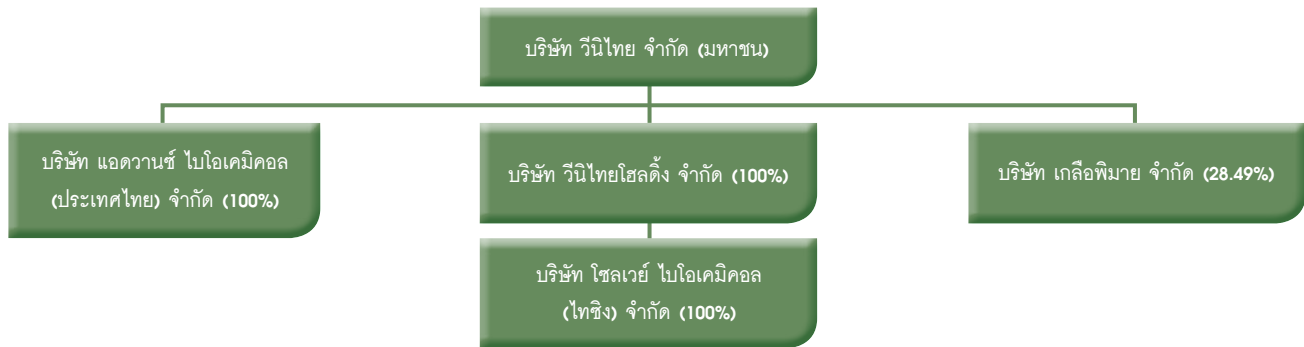 บริษัท วีนิไทย จำกัด (มหาชน)
บริษัท แอดวานซ์ ไบโอเคมิคอล
(ประเทศไทย) จำกัด (100%)
บริษัท วีนิไทยโฮลดิ้ง จำกัด (100%)
บริษัท เกลือพิมาย จำกัด (28.49%)
บริษัท โซลเวย์ ไบโอเคมิคอล
(ไทซิง) จำกัด (100%)